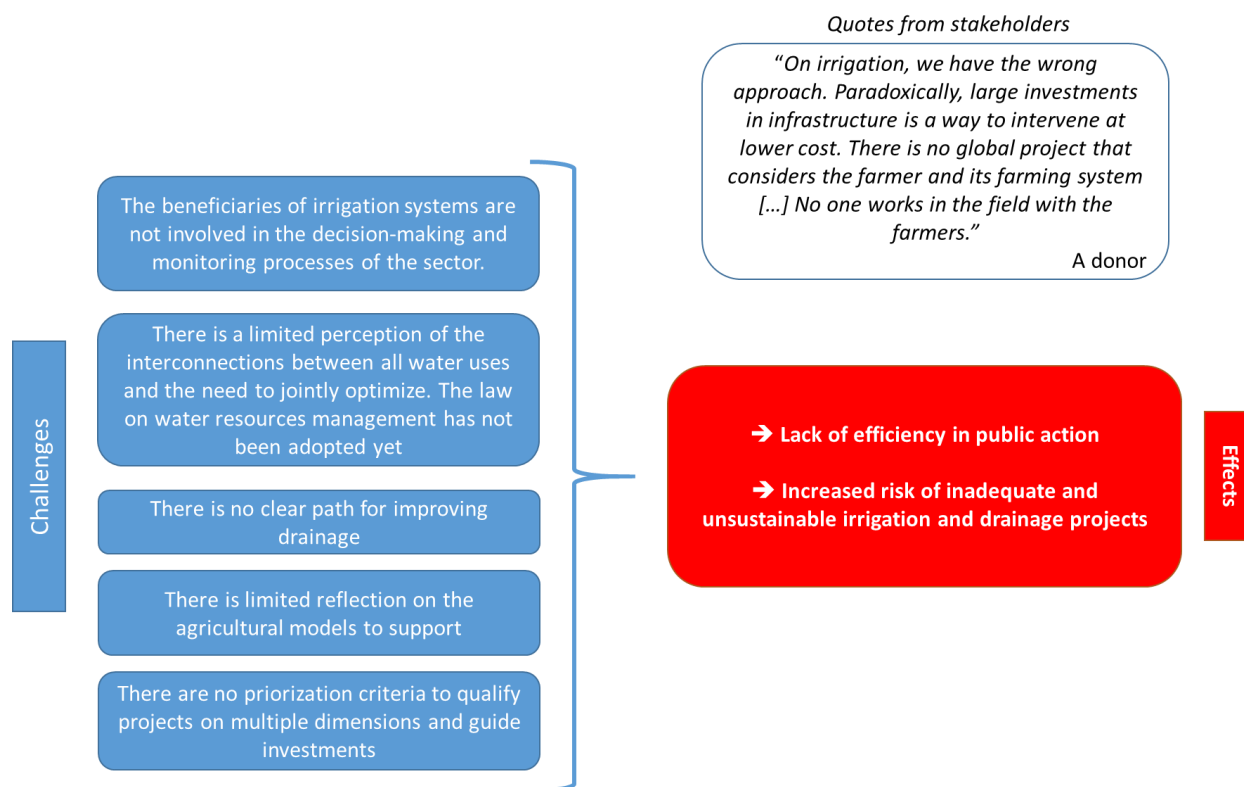 Quotes from stakeholders
“On irrigation, we have the wrong
approach. Paradoxically, large investments
in infrastructure is a way to intervene at
lower cost. There is no global project that
considers the farmer and its farming system
[…] No one works in the field with the
farmers.”
A donor
Challenges
The beneficiaries of irrigation systems are
not involved in the decision-making and
monitoring processes of the sector.
There is a limited perception of the
interconnections between all water uses
and the need to jointly optimize. The law
on water resources management has not
been adopted yet
There is no clear path for improving
drainage
There is limited reflection on the
agricultural models to support
There are no priorization criteria to qualify
projects on multiple dimensions and guide
investments
➔ Lack of efficiency in public action
➔ Increased risk of inadequate and
unsustainable irrigation and drainage projects
Effects